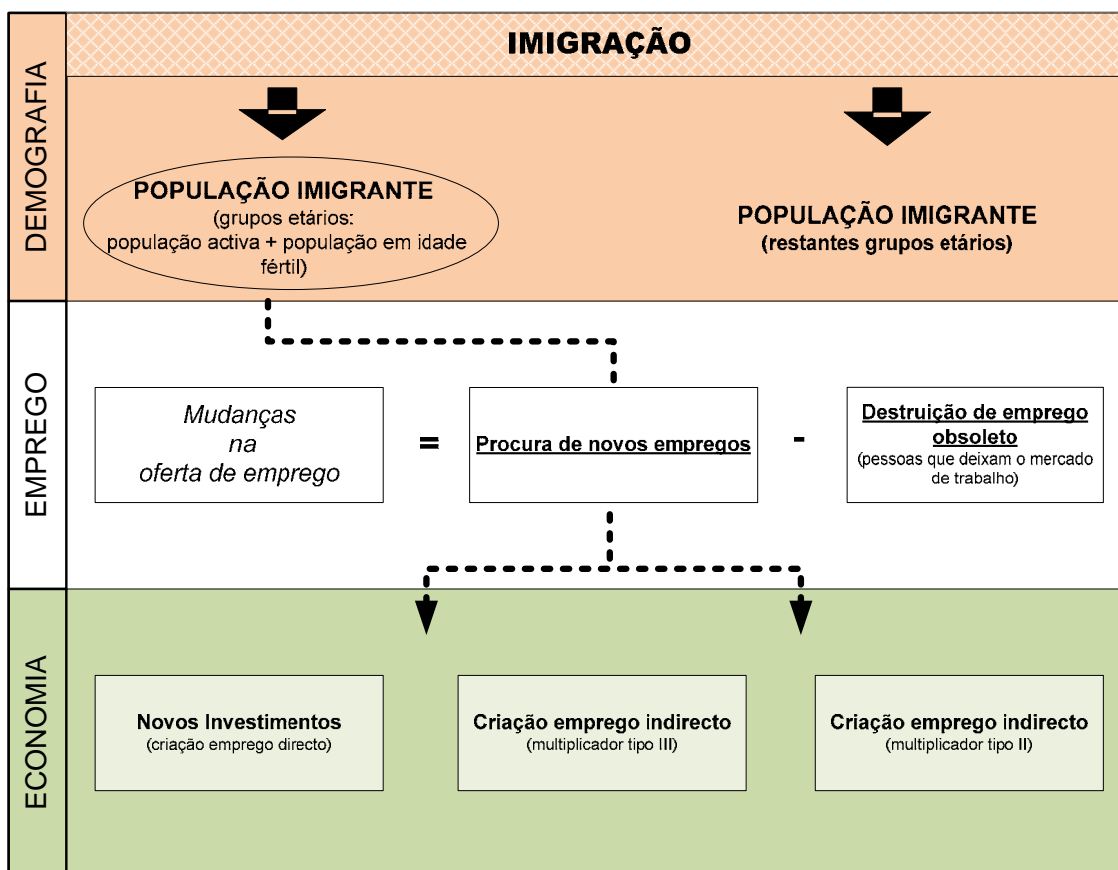 DEMOGRAFIA
IMIGRAÇÃO
POPULAÇÃO IMIGRANTE
(grupos etários:
população activa + população em idade
fértil)
POPULAÇÃO IMIGRANTE
(restantes grupos etários)
EMPREGO
Mudanças
na
oferta de emprego
=
Procura de novos empregos
-
Destruição de emprego
obsoleto
(pessoas que deixam o mercado
de trabalho)
ECONOMIA
Novos Investimentos
(criação emprego directo)
Criação emprego indirecto
(multiplicador tipo III)
Criação emprego indirecto
(multiplicador tipo II)